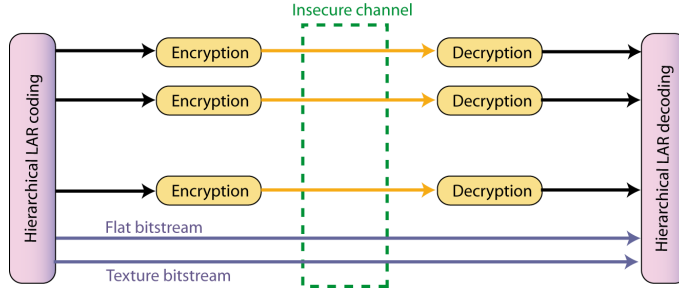 Insecure channel
Hierarchical LAR coding
Encryption
Decryption
Encryption
Decryption
Encryption
Decryption
Flat bitstream
Texture bitstream
Hierarchical LAR decoding